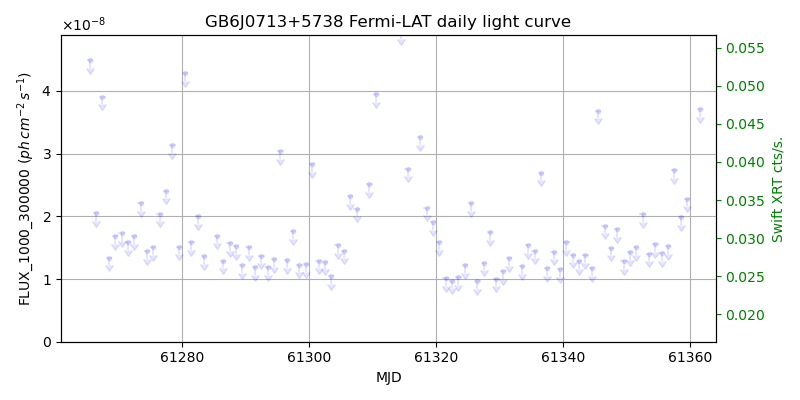 GB6J0713+5738 Fermi-LAT daily light curve
×10⁻⁸
FLUX_1000_300000 (ph cm⁻² s⁻¹)
4
3
2
1
0
61280 61300 61320 61340 61360
MJD
0.055
0.050
0.045
0.040
0.035
0.030
0.025
0.020
Swift XRT cts/s.